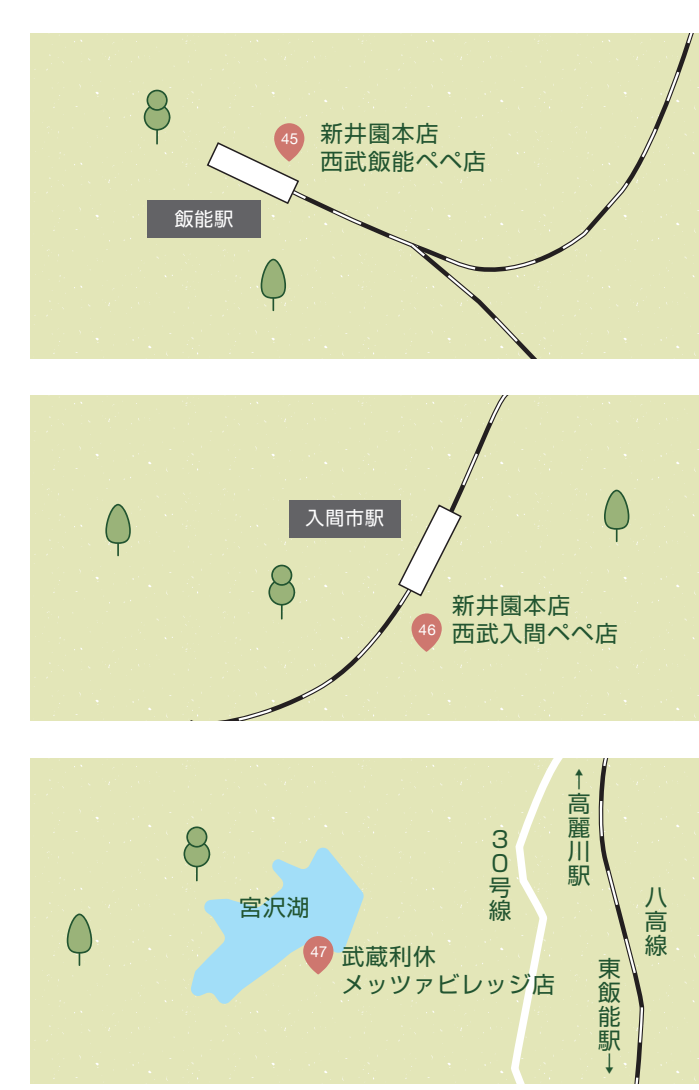 45
新井園本店
西武飯能ペペ店
飯能駅
入間市駅
新井園本店
46
西武入間ペペ店
←高麗川駅
30号線
八高線
宮沢湖
47
武蔵利休
メッツァビレッジ店
東飯能駅→